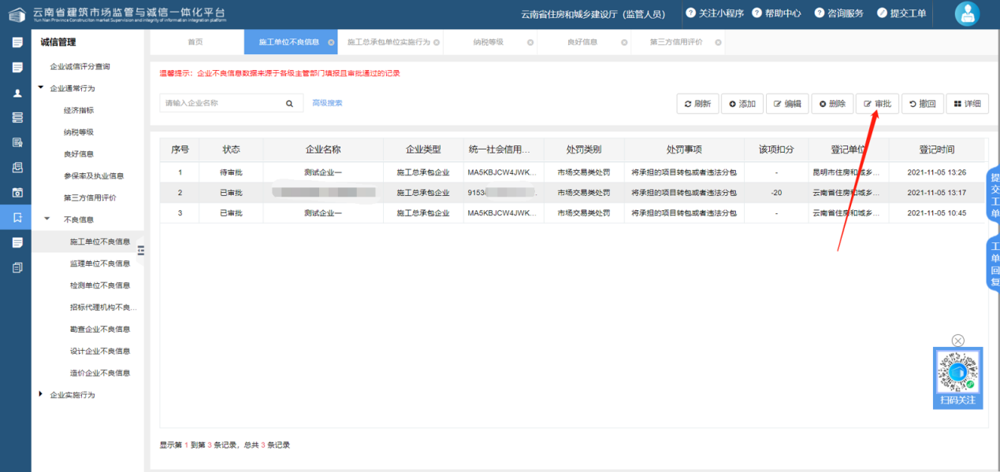 云南省建筑市场监管与诚信一体化平台
Yun Nan Province Construction market Supervision and integrity of information integration platform
云南省住房和城乡建设厅（监管人员）
关注小程序
帮助中心
咨询服务
提交工单
诚信管理
企业诚信评分查询
企业通常行为
经济指标
纳税等级
良好信息
参保率及执业信息
第三方信用评价
不良信息
施工单位不良信息
监理单位不良信息
检测单位不良信息
招标代理机构不良...
勘查企业不良信息
设计企业不良信息
造价企业不良信息
企业实施行为
首页
施工单位不良信息
施工总承包单位实施行为
纳税等级
良好信息
第三方信用评价
温馨提示：企业不良信息数据来源于各级主管部门填报且审批通过的记录
请输入企业名称
高级搜索
刷新
添加
编辑
删除
审批
撤回
详细
序号 状态 企业名称 企业类型 统一社会信用... 处罚类别 处罚事项 该项扣分 登记单位 登记时间
1 待审批 测试企业一 施工总承包企业 MA5KBJCW4JWK... 市场交易类处罚 将承担的项目转包或者违法分包 - 昆明市住房和城乡... 2021-11-05 13:26
2 已审批 施工总承包企业 9153 市场交易类处罚 将承担的项目转包或者违法分包 -20 云南省住房和城乡... 2021-11-05 13:17
3 已审批 测试企业一 施工总承包企业 MA5KBJCW4JWK... 市场交易类处罚 将承担的项目转包或者违法分包 - 云南省住房和城乡... 2021-11-05 10:45
提交工单
工单回复
扫码关注
显示第 1 到第 3 条记录，总共 3 条记录